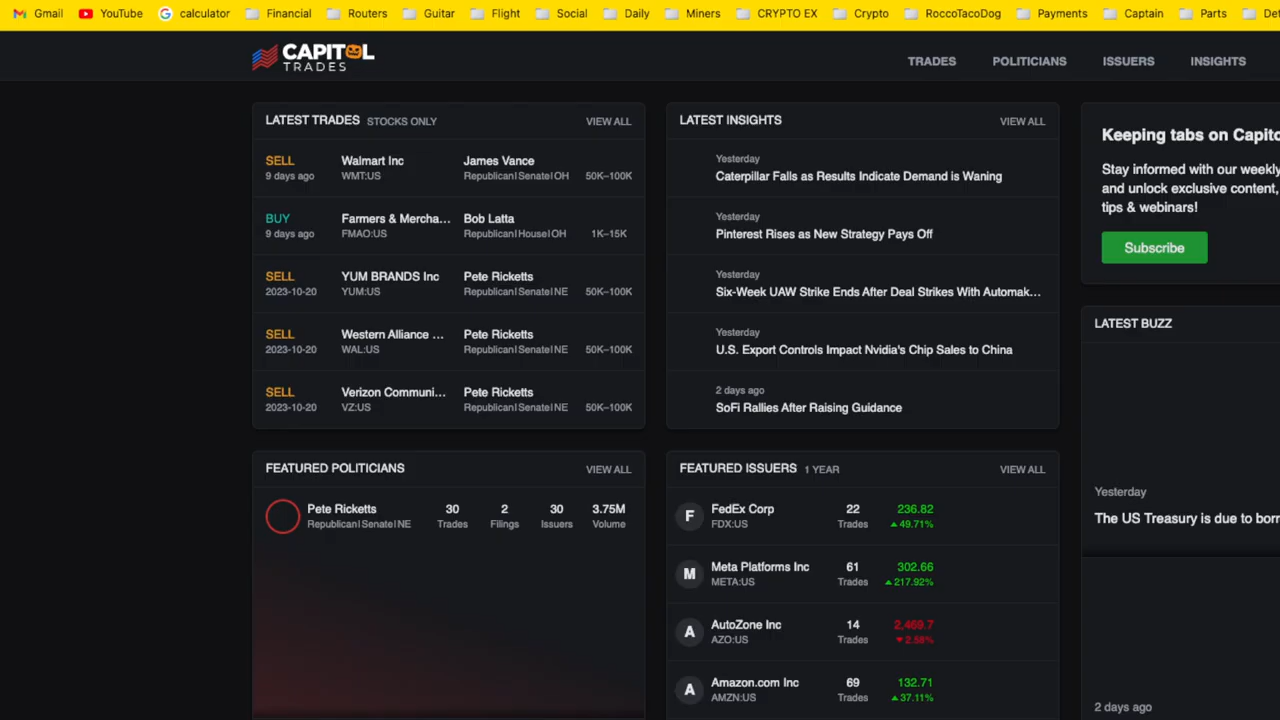 Gmail YouTube calculator Financial Routers Guitar Flight Social Daily Miners CRYPTO EX Crypto RoccoTacoDog Payments Captain Parts
CAPITOL
TRADES
TRADES POLITICIANS ISSUERS INSIGHTS
LATEST TRADES STOCKS ONLY VIEW ALL
SELL Walmart Inc James Vance
9 days ago WMT:US Republican|Senate|OH 50K–100K
BUY Farmers & Mercha... Bob Latta
9 days ago FMAO:US Republican|House|OH 1K–15K
SELL YUM BRANDS Inc Pete Ricketts
2023-10-20 YUM:US Republican|Senate|NE 50K–100K
SELL Western Alliance ... Pete Ricketts
2023-10-20 WAL:US Republican|Senate|NE 50K–100K
SELL Verizon Communi... Pete Ricketts
2023-10-20 VZ:US Republican|Senate|NE 50K–100K
LATEST INSIGHTS VIEW ALL
Yesterday
Caterpillar Falls as Results Indicate Demand is Waning
Yesterday
Pinterest Rises as New Strategy Pays Off
Yesterday
Six-Week UAW Strike Ends After Deal Strikes With Automak...
Yesterday
U.S. Export Controls Impact Nvidia's Chip Sales to China
2 days ago
SoFi Rallies After Raising Guidance
Keeping tabs on Capito
Stay informed with our weekly
and unlock exclusive content,
tips & webinars!
Subscribe
LATEST BUZZ
Yesterday
The US Treasury is due to borr
2 days ago
FEATURED POLITICIANS VIEW ALL
Pete Ricketts 30 2 30 3.75M
Republican|Senate|NE Trades Filings Issuers Volume
FEATURED ISSUERS 1 YEAR VIEW ALL
F FedEx Corp 22 236.82
FDX:US Trades ▲49.71%
M Meta Platforms Inc 61 302.66
META:US Trades ▲217.92%
A AutoZone Inc 14 2,469.7
AZO:US Trades ▼2.58%
A Amazon.com Inc 69 132.71
AMZN:US Trades ▲37.11%